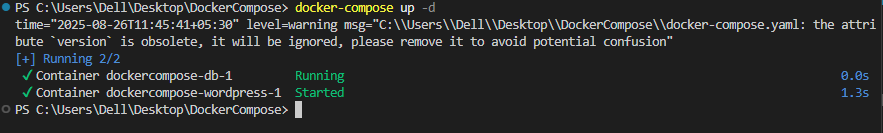 PS C:\Users\Dell\Desktop\DockerCompose> docker-compose up -d
time="2025-08-26T11:45:41+05:30" level=warning msg="C:\\Users\\Dell\\Desktop\\DockerCompose\\docker-compose.yaml: the attri
bute `version` is obsolete, it will be ignored, please remove it to avoid potential confusion"
[+] Running 2/2
✔ Container dockercompose-db-1 Running 0.0s
✔ Container dockercompose-wordpress-1 Started 1.3s
PS C:\Users\Dell\Desktop\DockerCompose>